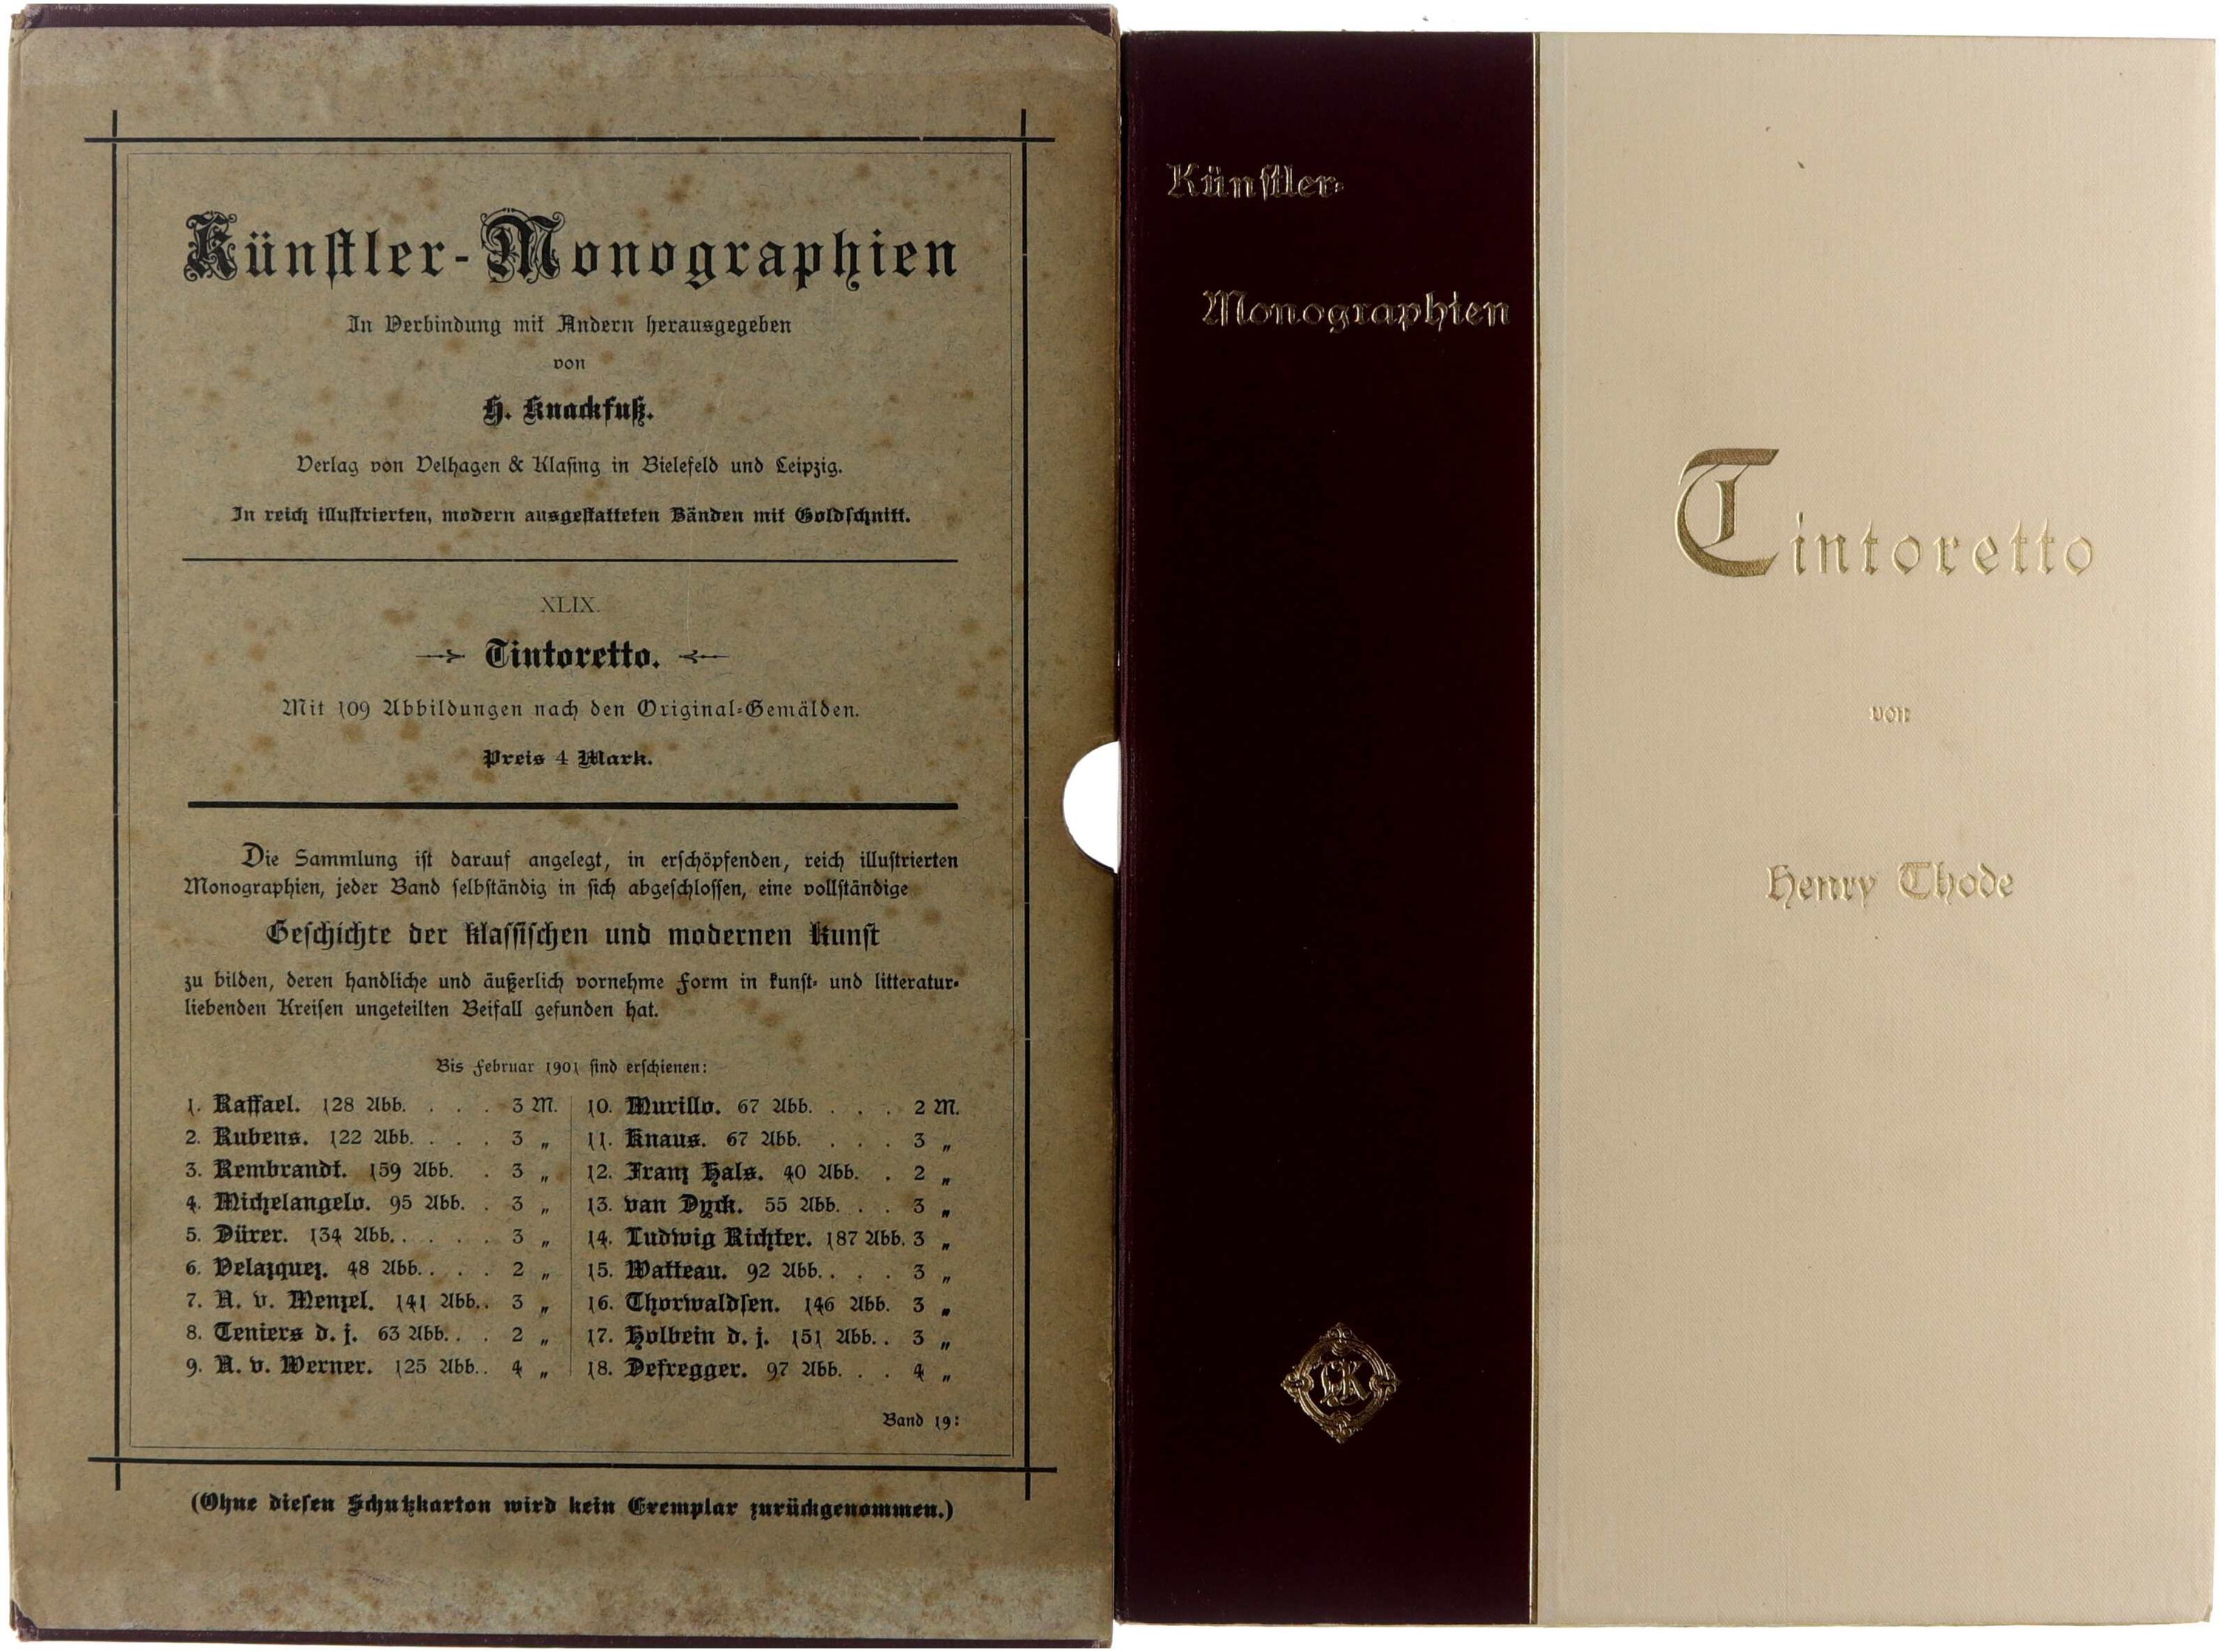 Künstler-Monographien
In Verbindung mit Andern herausgegeben
von
H. Knackfuß.
Verlag von Velhagen & Klasing in Bielefeld und Leipzig.
In reich illustrierten, modern ausgestatteten Bänden mit Goldschnitt.
XLIX.
Tintoretto.
Mit 109 Abbildungen nach den Original-Gemälden.
Preis 4 Mark.
Die Sammlung ist darauf angelegt, in erschöpfenden, reich illustrierten
Monographien, jeder Band selbständig in sich abgeschlossen, eine vollständige
Geschichte der klassischen und modernen Kunst
zu bilden, deren handliche und äußerlich vornehme Form in kunst- und litteratur-
liebenden Kreisen ungeteilten Beifall gefunden hat.
Bis Februar 1901 sind erschienen:
1. Raffael. 128 Abb. . . . 3 M.
2. Rubens. 122 Abb. . . . 3 „
3. Rembrandt. 159 Abb. . 3 „
4. Michelangelo. 95 Abb. . 3 „
5. Dürer. 134 Abb. . . . . 3 „
6. Velazquez. 48 Abb. . . . 2 „
7. A. v. Menzel. 141 Abb. . 3 „
8. Teniers d. j. 63 Abb. . . 2 „
9. A. v. Werner. 125 Abb. . 4 „
10. Murillo. 67 Abb. . . . 2 M.
11. Knaus. 67 Abb. . . . 3 „
12. Franz Hals. 40 Abb. . 2 „
13. van Dyck. 55 Abb. . . 3 „
14. Ludwig Richter. 187 Abb. 3 „
15. Watteau. 92 Abb. . . . 3 „
16. Thorwaldsen. 146 Abb. 3 „
17. Holbein d. j. 151 Abb. . 3 „
18. Defregger. 97 Abb. . . 4 „
Band 19:
(Ohne diesen Schutzkarton wird kein Exemplar zurückgenommen.)
Künstler-
Monographien
Tintoretto
von
Henry Thode